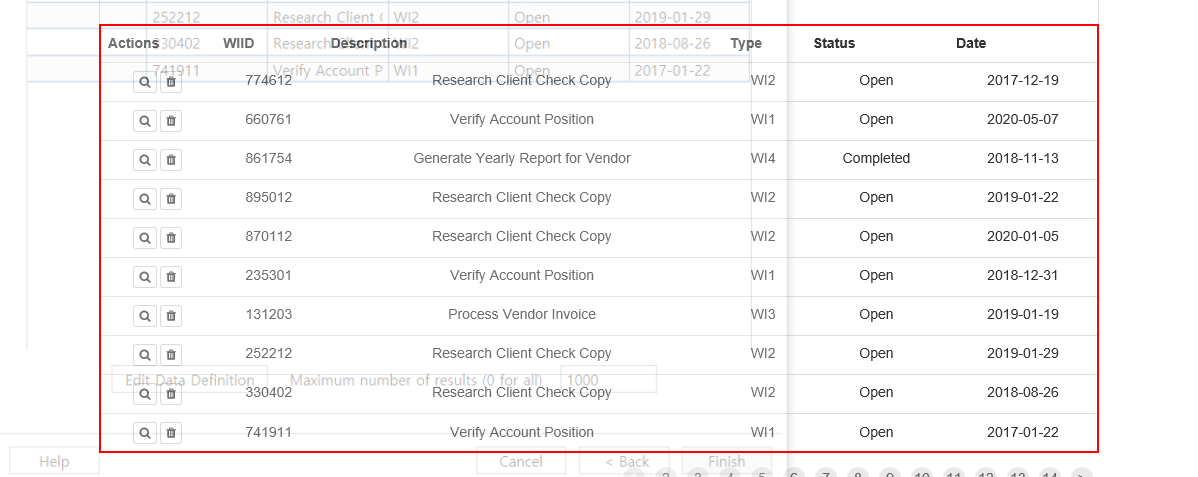 252212 Research Client C WI2 Open 2019-01-29
Actions WIID Description Type Status Date
330402 Research WI2 Open 2018-08-26
741911 Verify Account P WI1 Open 2017-01-22
774612 Research Client Check Copy WI2 Open 2017-12-19
660761 Verify Account Position WI1 Open 2020-05-07
861754 Generate Yearly Report for Vendor WI4 Completed 2018-11-13
895012 Research Client Check Copy WI2 Open 2019-01-22
870112 Research Client Check Copy WI2 Open 2020-01-05
235301 Verify Account Position WI1 Open 2018-12-31
131203 Process Vendor Invoice WI3 Open 2019-01-19
252212 Research Client Check Copy WI2 Open 2019-01-29
Edit Data Definition Maximum number of results (0 for all) 1000
330402 Research Client Check Copy WI2 Open 2018-08-26
741911 Verify Account Position WI1 Open 2017-01-22
Help Cancel < Back Finish
1 2 3 4 5 6 7 8 9 10 11 12 13 14 >